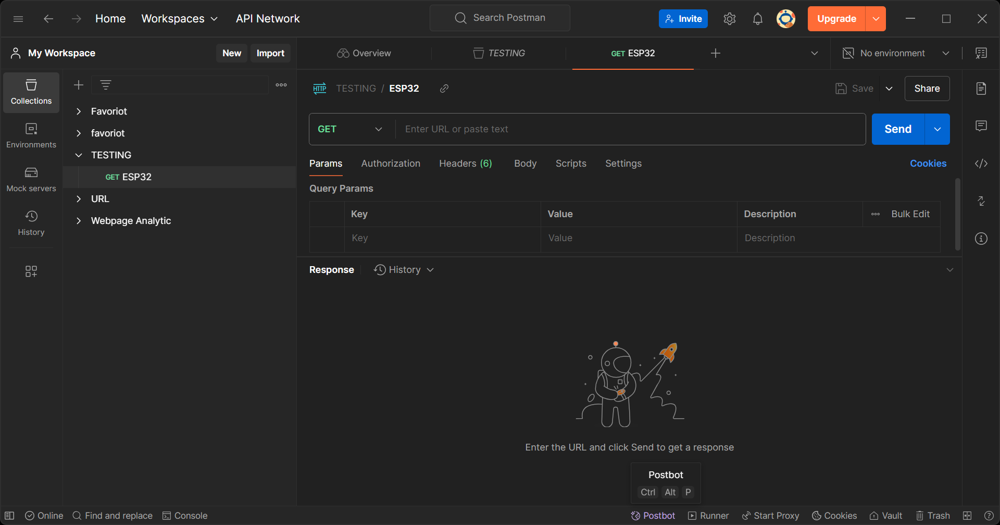 Home Workspaces API Network Search Postman Invite Upgrade
My Workspace New Import
Overview TESTING GET ESP32 No environment
Collections
Environments
Mock servers
History
Favoriot
favoriot
TESTING
GET ESP32
URL
Webpage Analytic
HTTP TESTING / ESP32 Save Share
GET Enter URL or paste text Send
Params Authorization Headers (6) Body Scripts Settings Cookies
Query Params
Key Value Description Bulk Edit
Key Value Description
Response History
Enter the URL and click Send to get a response
Postbot
Ctrl Alt P
Online Find and replace Console Postbot Runner Start Proxy Cookies Vault Trash